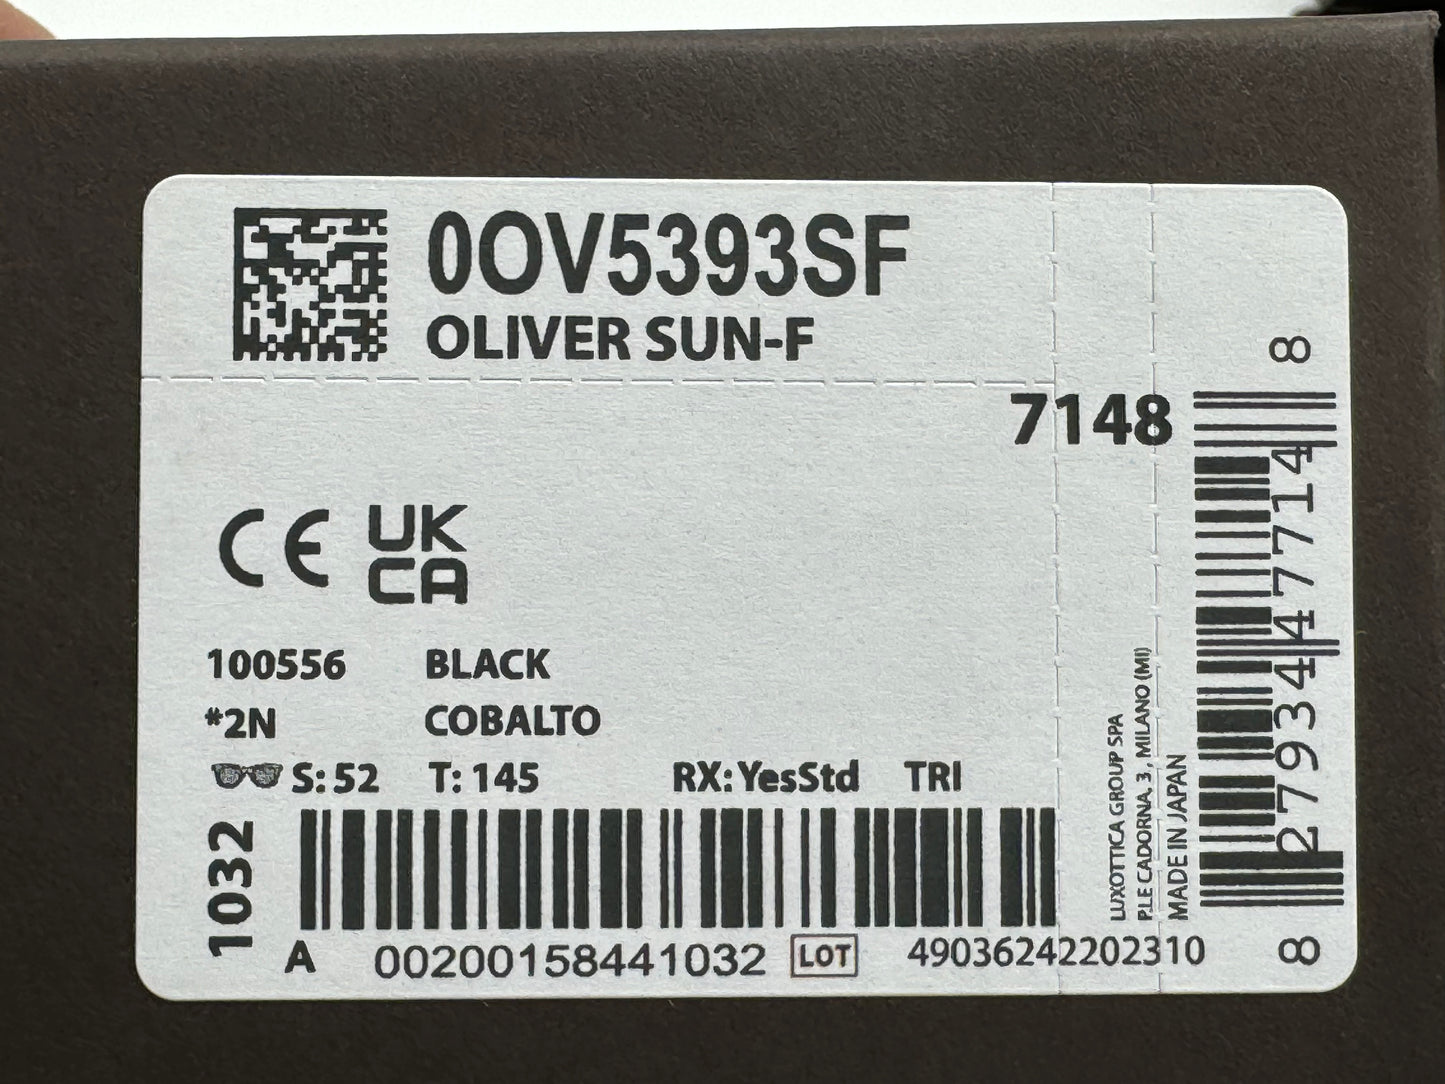 0OV5393SF
OLIVER SUN-F
7148
CE UK
CA
100556 BLACK
*2N COBALTO
S: 52 T: 145 RX: YesStd TRI
1032
A 00200158441032 LOT 49036242202310
LUXOTTICA GROUP SPA
PLE CADORNA, 3, MILANO (MI)
MADE IN JAPAN
8 27934 47714 8